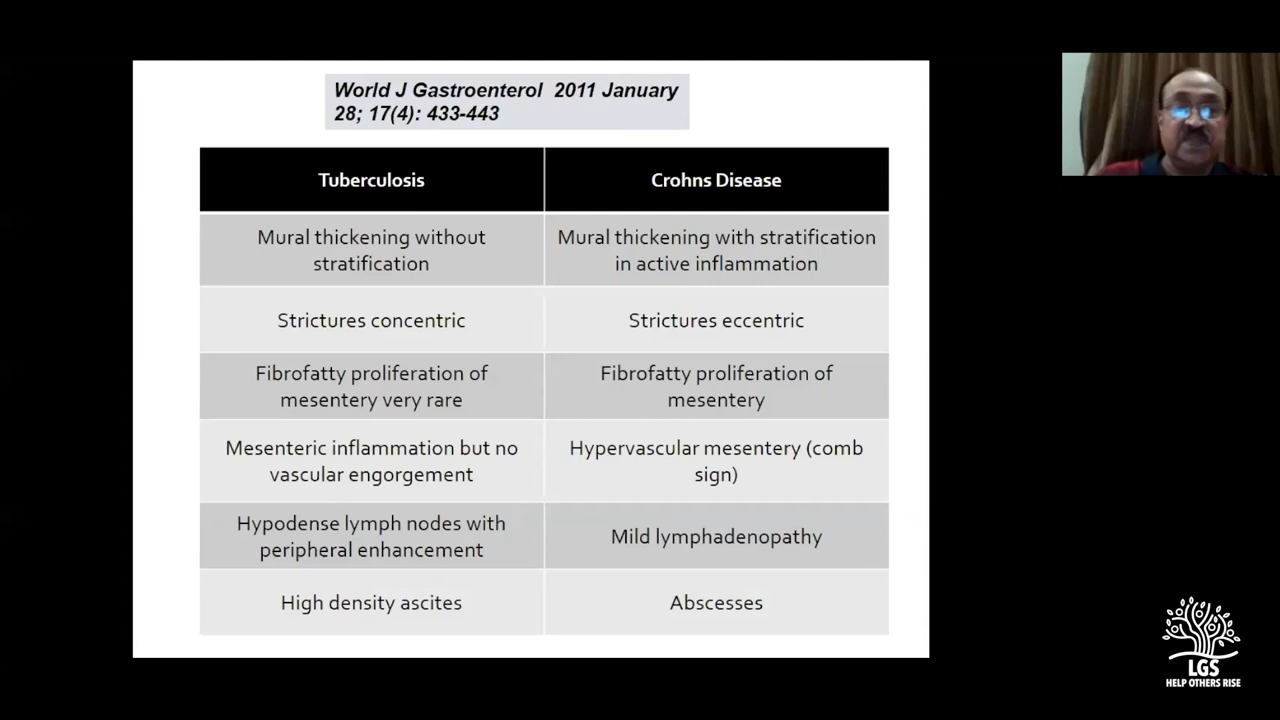 World J Gastroenterol 2011 January
28; 17(4): 433-443
Tuberculosis
Crohns Disease
Mural thickening without
stratification
Mural thickening with stratification
in active inflammation
Strictures concentric
Strictures eccentric
Fibrofatty proliferation of
mesentery very rare
Fibrofatty proliferation of
mesentery
Mesenteric inflammation but no
vascular engorgement
Hypervascular mesentery (comb
sign)
Hypodense lymph nodes with
peripheral enhancement
Mild lymphadenopathy
High density ascites
Abscesses
LGS
HELP OTHERS RISE